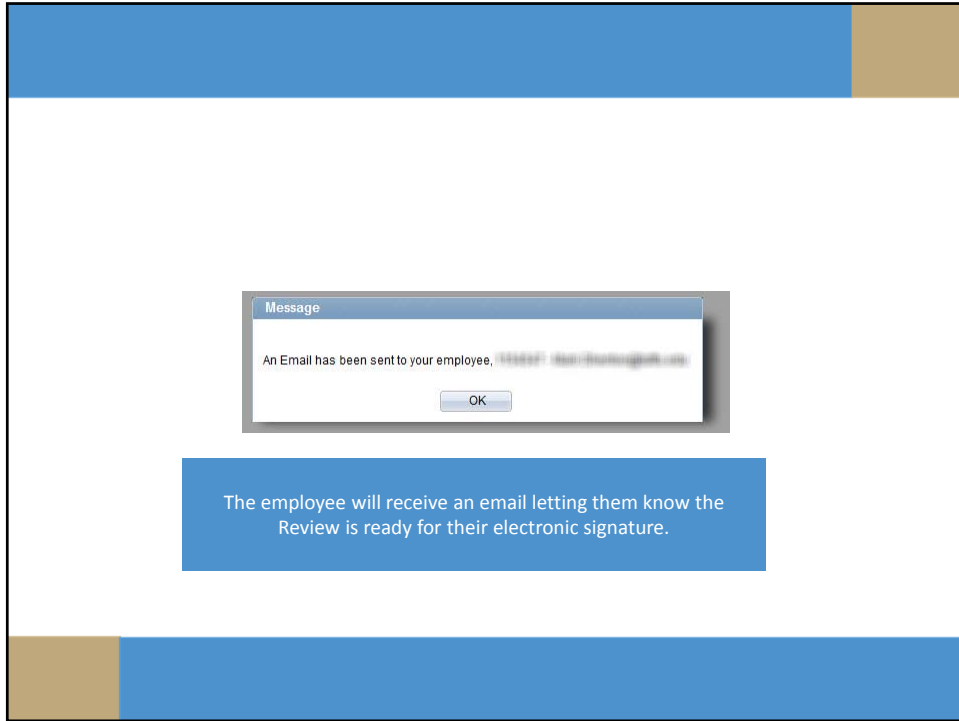 Message
An Email has been sent to your employee,
OK
The employee will receive an email letting them know the
Review is ready for their electronic signature.